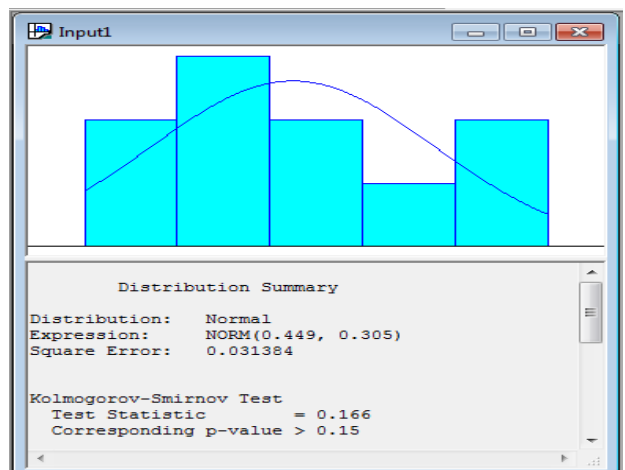 Input1
Distribution Summary
Distribution: Normal
Expression: NORM(0.449, 0.305)
Square Error: 0.031384
Kolmogorov-Smirnov Test
Test Statistic = 0.166
Corresponding p-value > 0.15